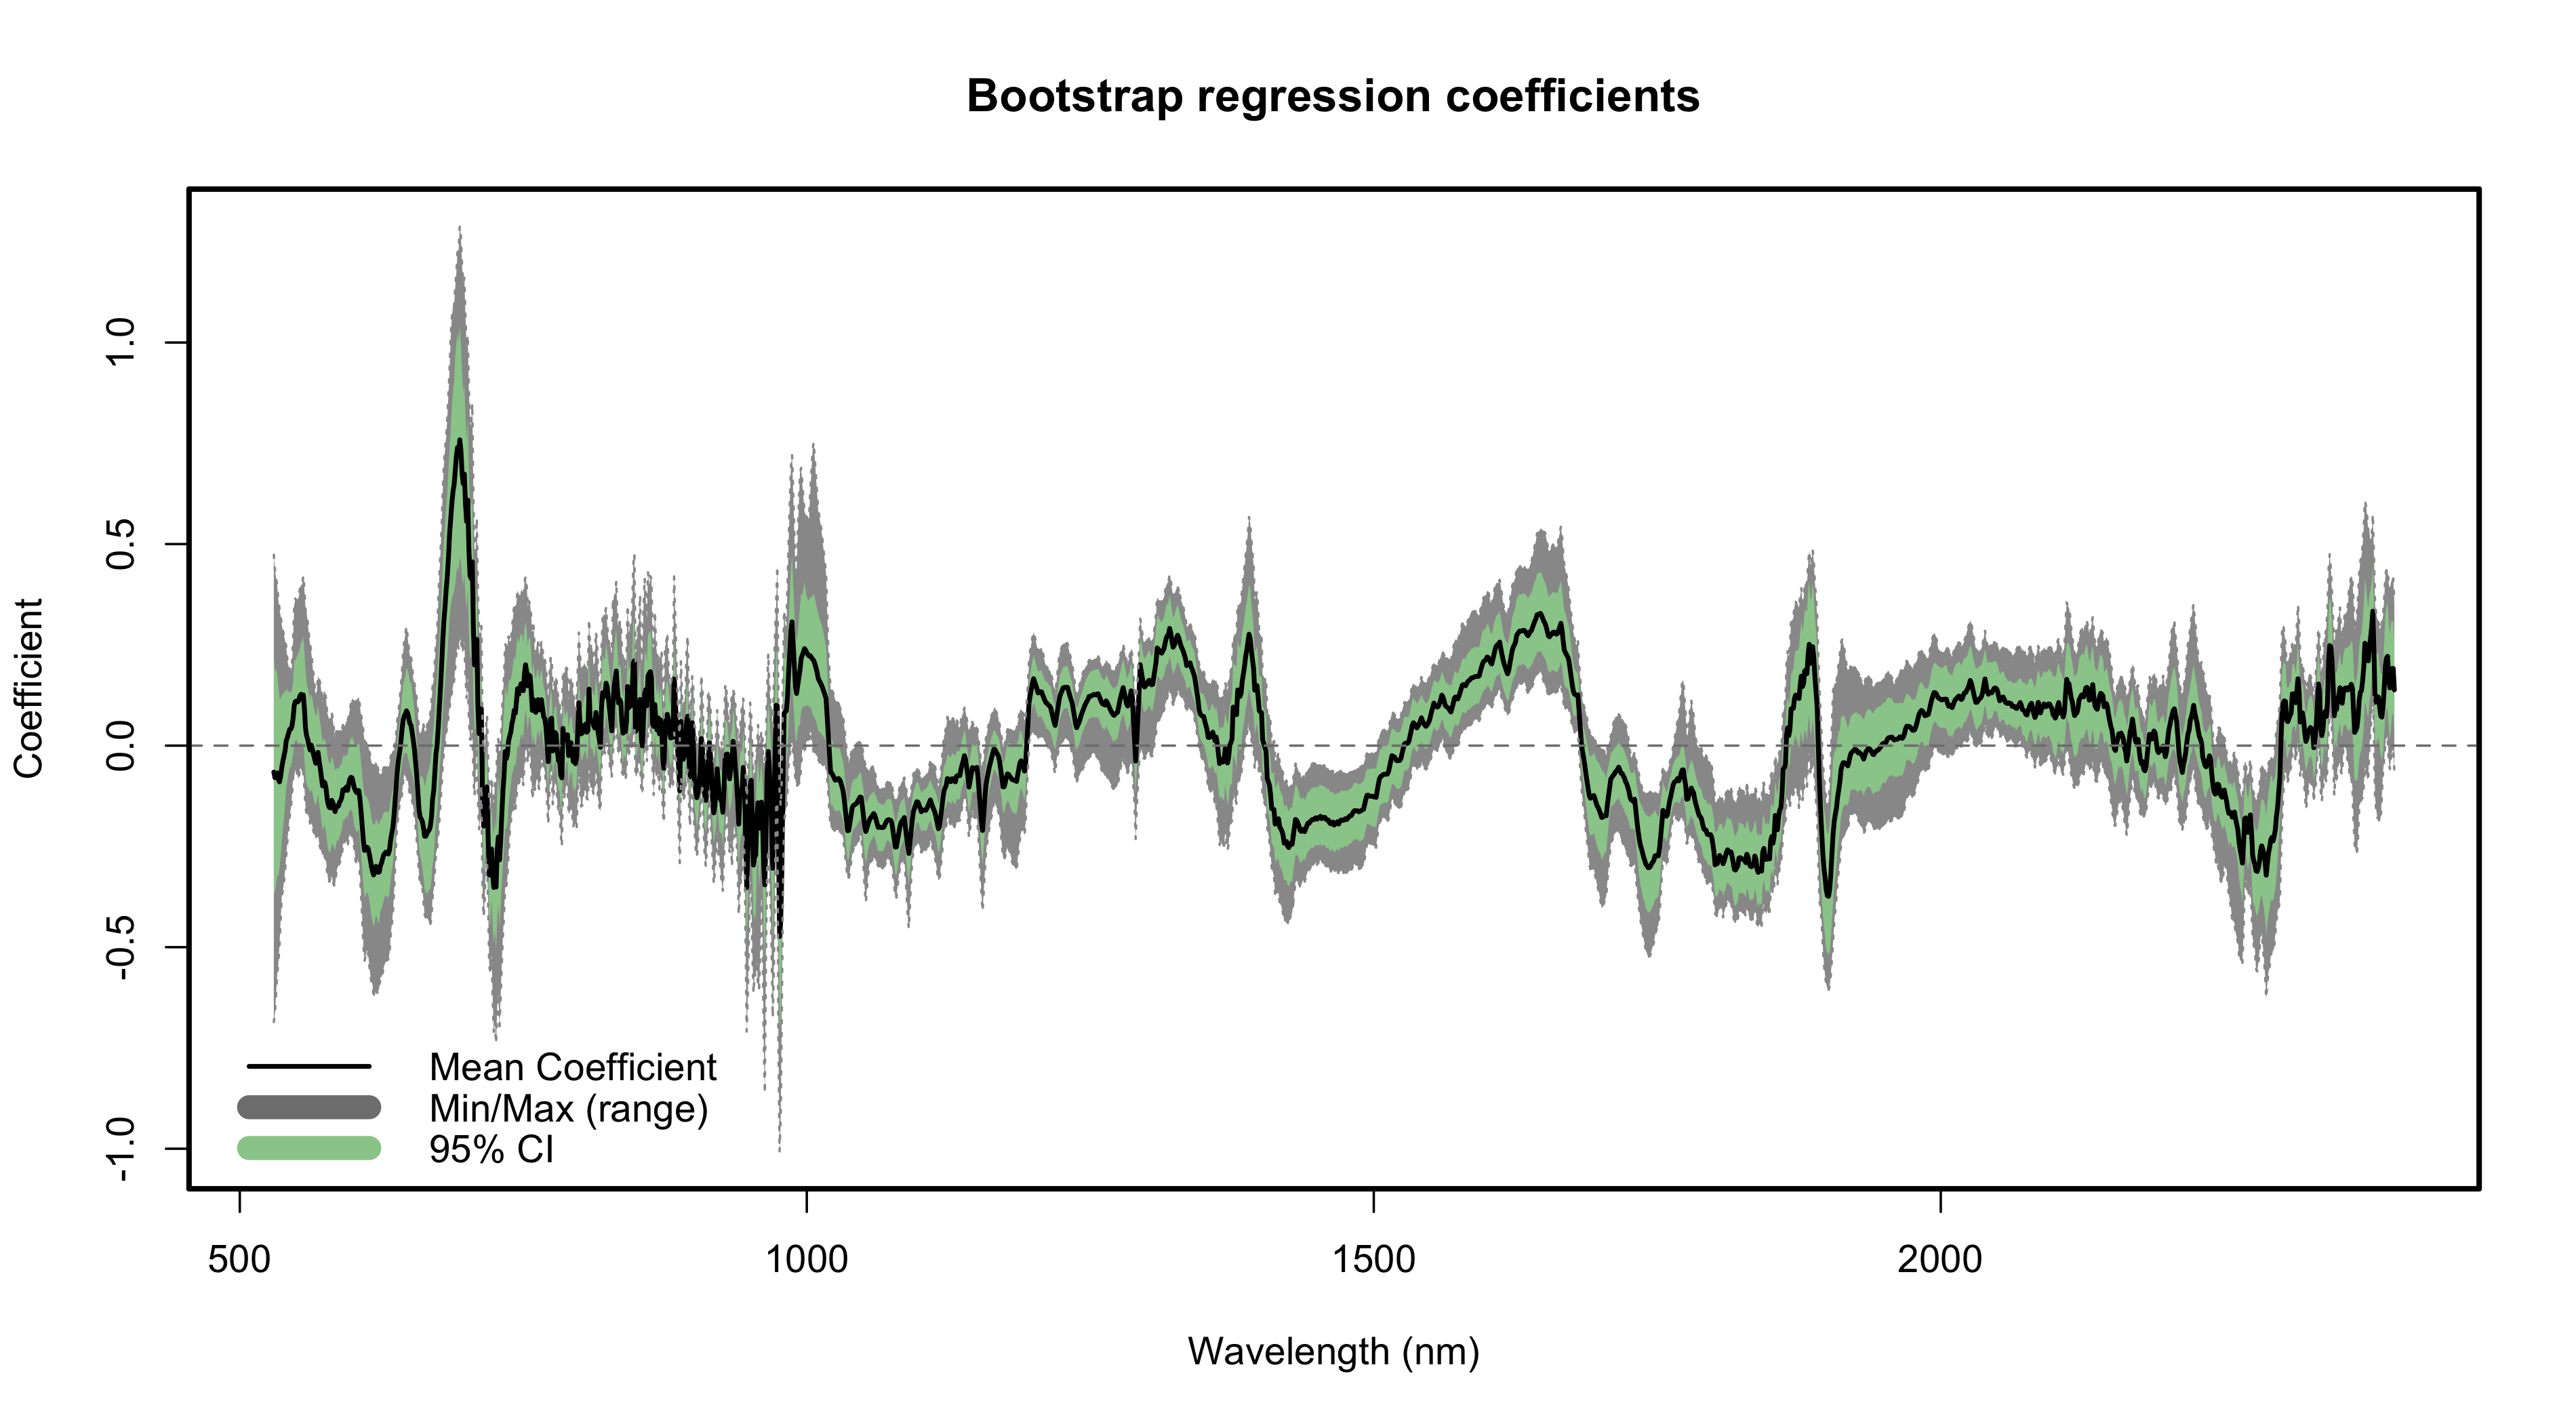 Bootstrap regression coefficients
Coefficient
1.0
0.5
0.0
-0.5
-1.0
Mean Coefficient
Min/Max (range)
95% CI
500 1000 1500 2000
Wavelength (nm)